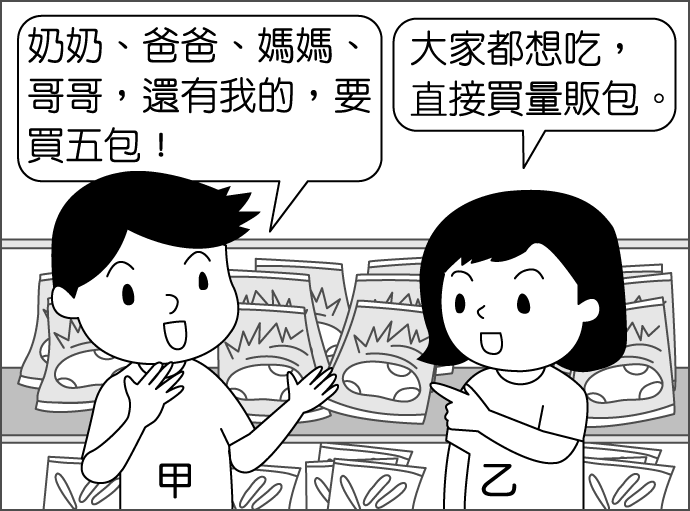 奶奶、爸爸、媽媽、
哥哥，還有我的，要
買五包！
大家都想吃，
直接買量販包。
甲
乙